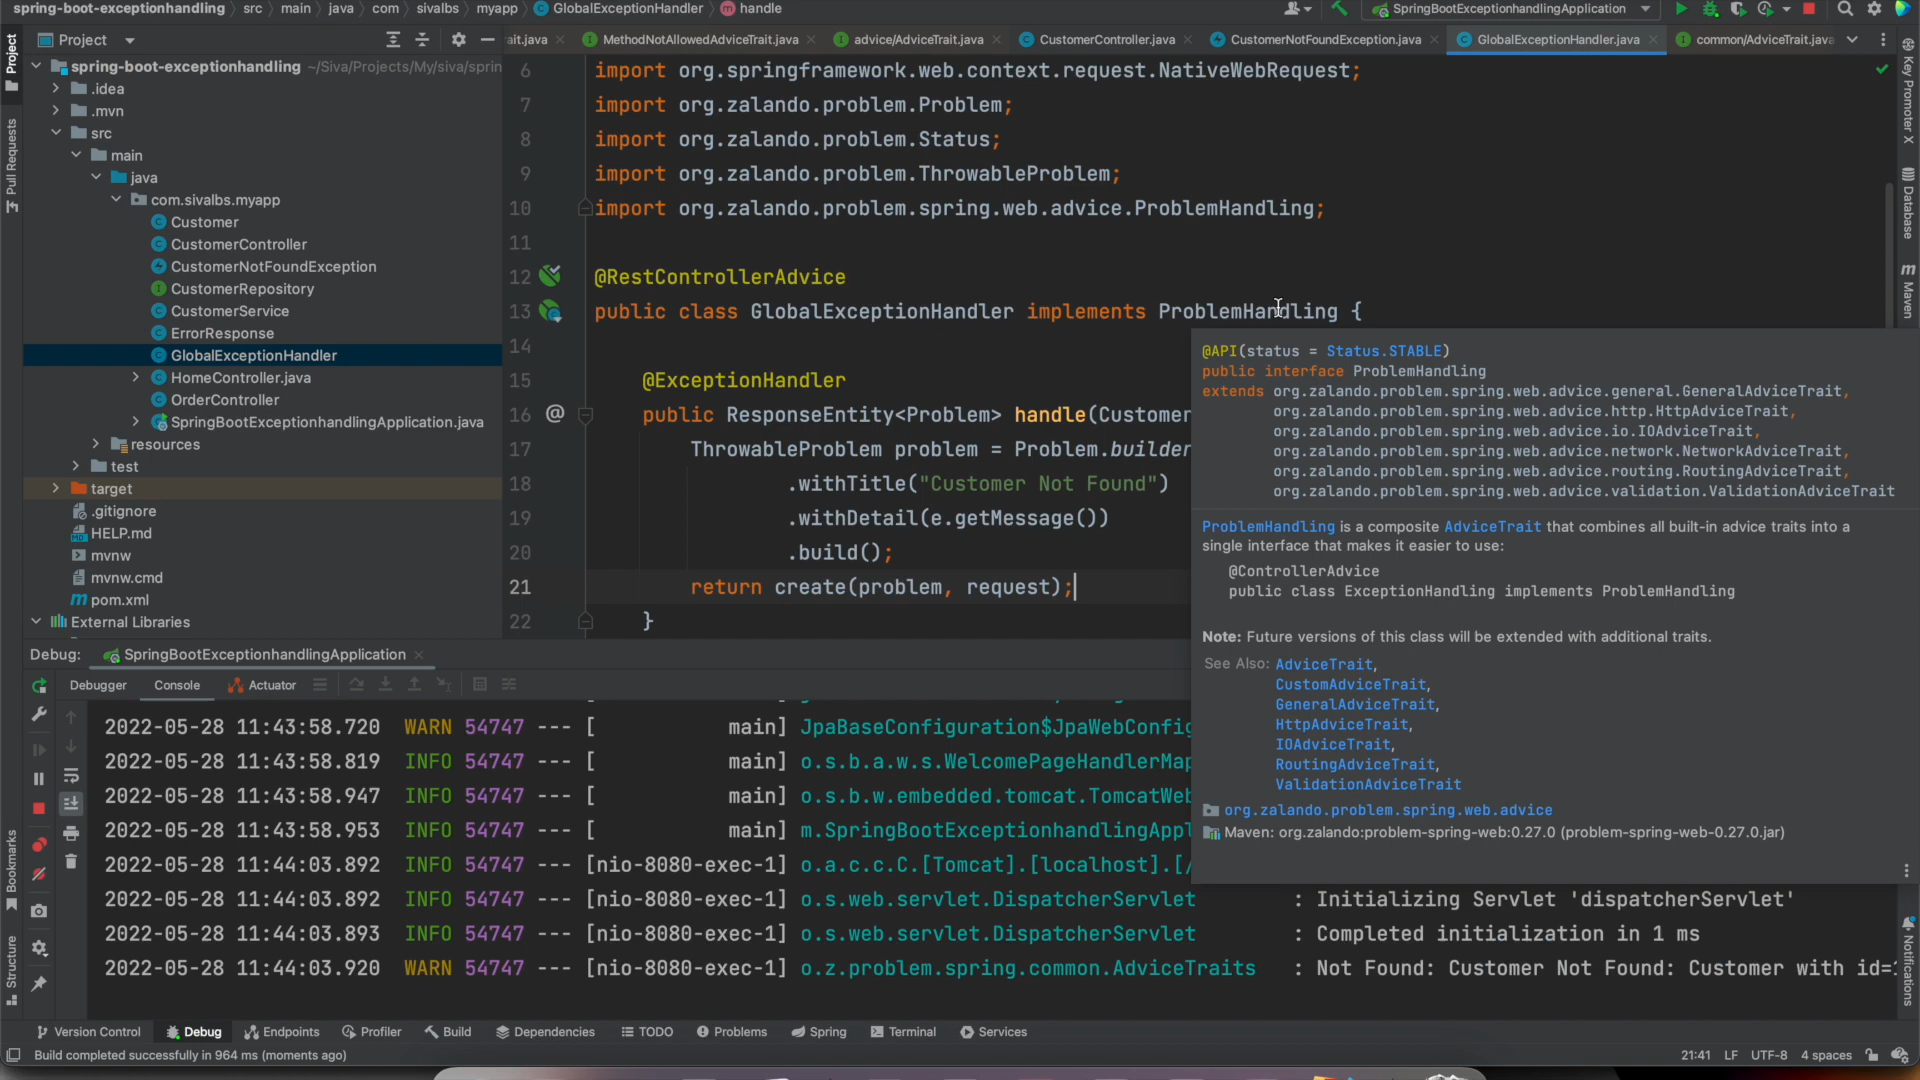 spring-boot-exceptionhandling › src › main › java › com › sivalbs › myapp › GlobalExceptionHandler › handle
SpringBootExceptionhandlingApplication
Project
ait.java
MethodNotAllowedAdviceTrait.java
advice/AdviceTrait.java
CustomerController.java
CustomerNotFoundException.java
GlobalExceptionHandler.java
common/AdviceTrait.java
Project
Pull Requests
Bookmarks
Structure
spring-boot-exceptionhandling ~/Siva/Projects/My/siva/sprin
.idea
.mvn
src
main
java
com.sivalbs.myapp
Customer
CustomerController
CustomerNotFoundException
CustomerRepository
CustomerService
ErrorResponse
GlobalExceptionHandler
HomeController.java
OrderController
SpringBootExceptionhandlingApplication.java
resources
test
target
.gitignore
HELP.md
mvnw
mvnw.cmd
pom.xml
External Libraries
6 import org.springframework.web.context.request.NativeWebRequest;
7 import org.zalando.problem.Problem;
8 import org.zalando.problem.Status;
9 import org.zalando.problem.ThrowableProblem;
10 import org.zalando.problem.spring.web.advice.ProblemHandling;
11
12 @RestControllerAdvice
13 public class GlobalExceptionHandler implements ProblemHandling {
14
15 @ExceptionHandler
16 @ public ResponseEntity<Problem> handle(Customer
17 ThrowableProblem problem = Problem.builder
18 .withTitle("Customer Not Found")
19 .withDetail(e.getMessage())
20 .build();
21 return create(problem, request);
22 }
@API(status = Status.STABLE)
public interface ProblemHandling
extends org.zalando.problem.spring.web.advice.general.GeneralAdviceTrait,
org.zalando.problem.spring.web.advice.http.HttpAdviceTrait,
org.zalando.problem.spring.web.advice.io.IOAdviceTrait,
org.zalando.problem.spring.web.advice.network.NetworkAdviceTrait,
org.zalando.problem.spring.web.advice.routing.RoutingAdviceTrait,
org.zalando.problem.spring.web.advice.validation.ValidationAdviceTrait
ProblemHandling is a composite AdviceTrait that combines all built-in advice traits into a
single interface that makes it easier to use:
@ControllerAdvice
public class ExceptionHandling implements ProblemHandling
Note: Future versions of this class will be extended with additional traits.
See Also: AdviceTrait,
CustomAdviceTrait,
GeneralAdviceTrait,
HttpAdviceTrait,
IOAdviceTrait,
RoutingAdviceTrait,
ValidationAdviceTrait
org.zalando.problem.spring.web.advice
Maven: org.zalando:problem-spring-web:0.27.0 (problem-spring-web-0.27.0.jar)
Key Promoter X
Database
Maven
Notifications
Debug: SpringBootExceptionhandlingApplication
Debugger Console Actuator
2022-05-28 11:43:58.720 WARN 54747 --- [ main] JpaBaseConfiguration$JpaWebConfig
2022-05-28 11:43:58.819 INFO 54747 --- [ main] o.s.b.a.w.s.WelcomePageHandlerMap
2022-05-28 11:43:58.947 INFO 54747 --- [ main] o.s.b.w.embedded.tomcat.TomcatWeb
2022-05-28 11:43:58.953 INFO 54747 --- [ main] m.SpringBootExceptionhandlingAppl
2022-05-28 11:44:03.892 INFO 54747 --- [nio-8080-exec-1] o.a.c.c.C.[Tomcat].[localhost].[/
2022-05-28 11:44:03.892 INFO 54747 --- [nio-8080-exec-1] o.s.web.servlet.DispatcherServlet : Initializing Servlet 'dispatcherServlet'
2022-05-28 11:44:03.893 INFO 54747 --- [nio-8080-exec-1] o.s.web.servlet.DispatcherServlet : Completed initialization in 1 ms
2022-05-28 11:44:03.920 WARN 54747 --- [nio-8080-exec-1] o.z.problem.spring.common.AdviceTraits : Not Found: Customer Not Found: Customer with id=1
Version Control Debug Endpoints Profiler Build Dependencies TODO Problems Spring Terminal Services
Build completed successfully in 964 ms (moments ago)
21:41 LF UTF-8 4 spaces